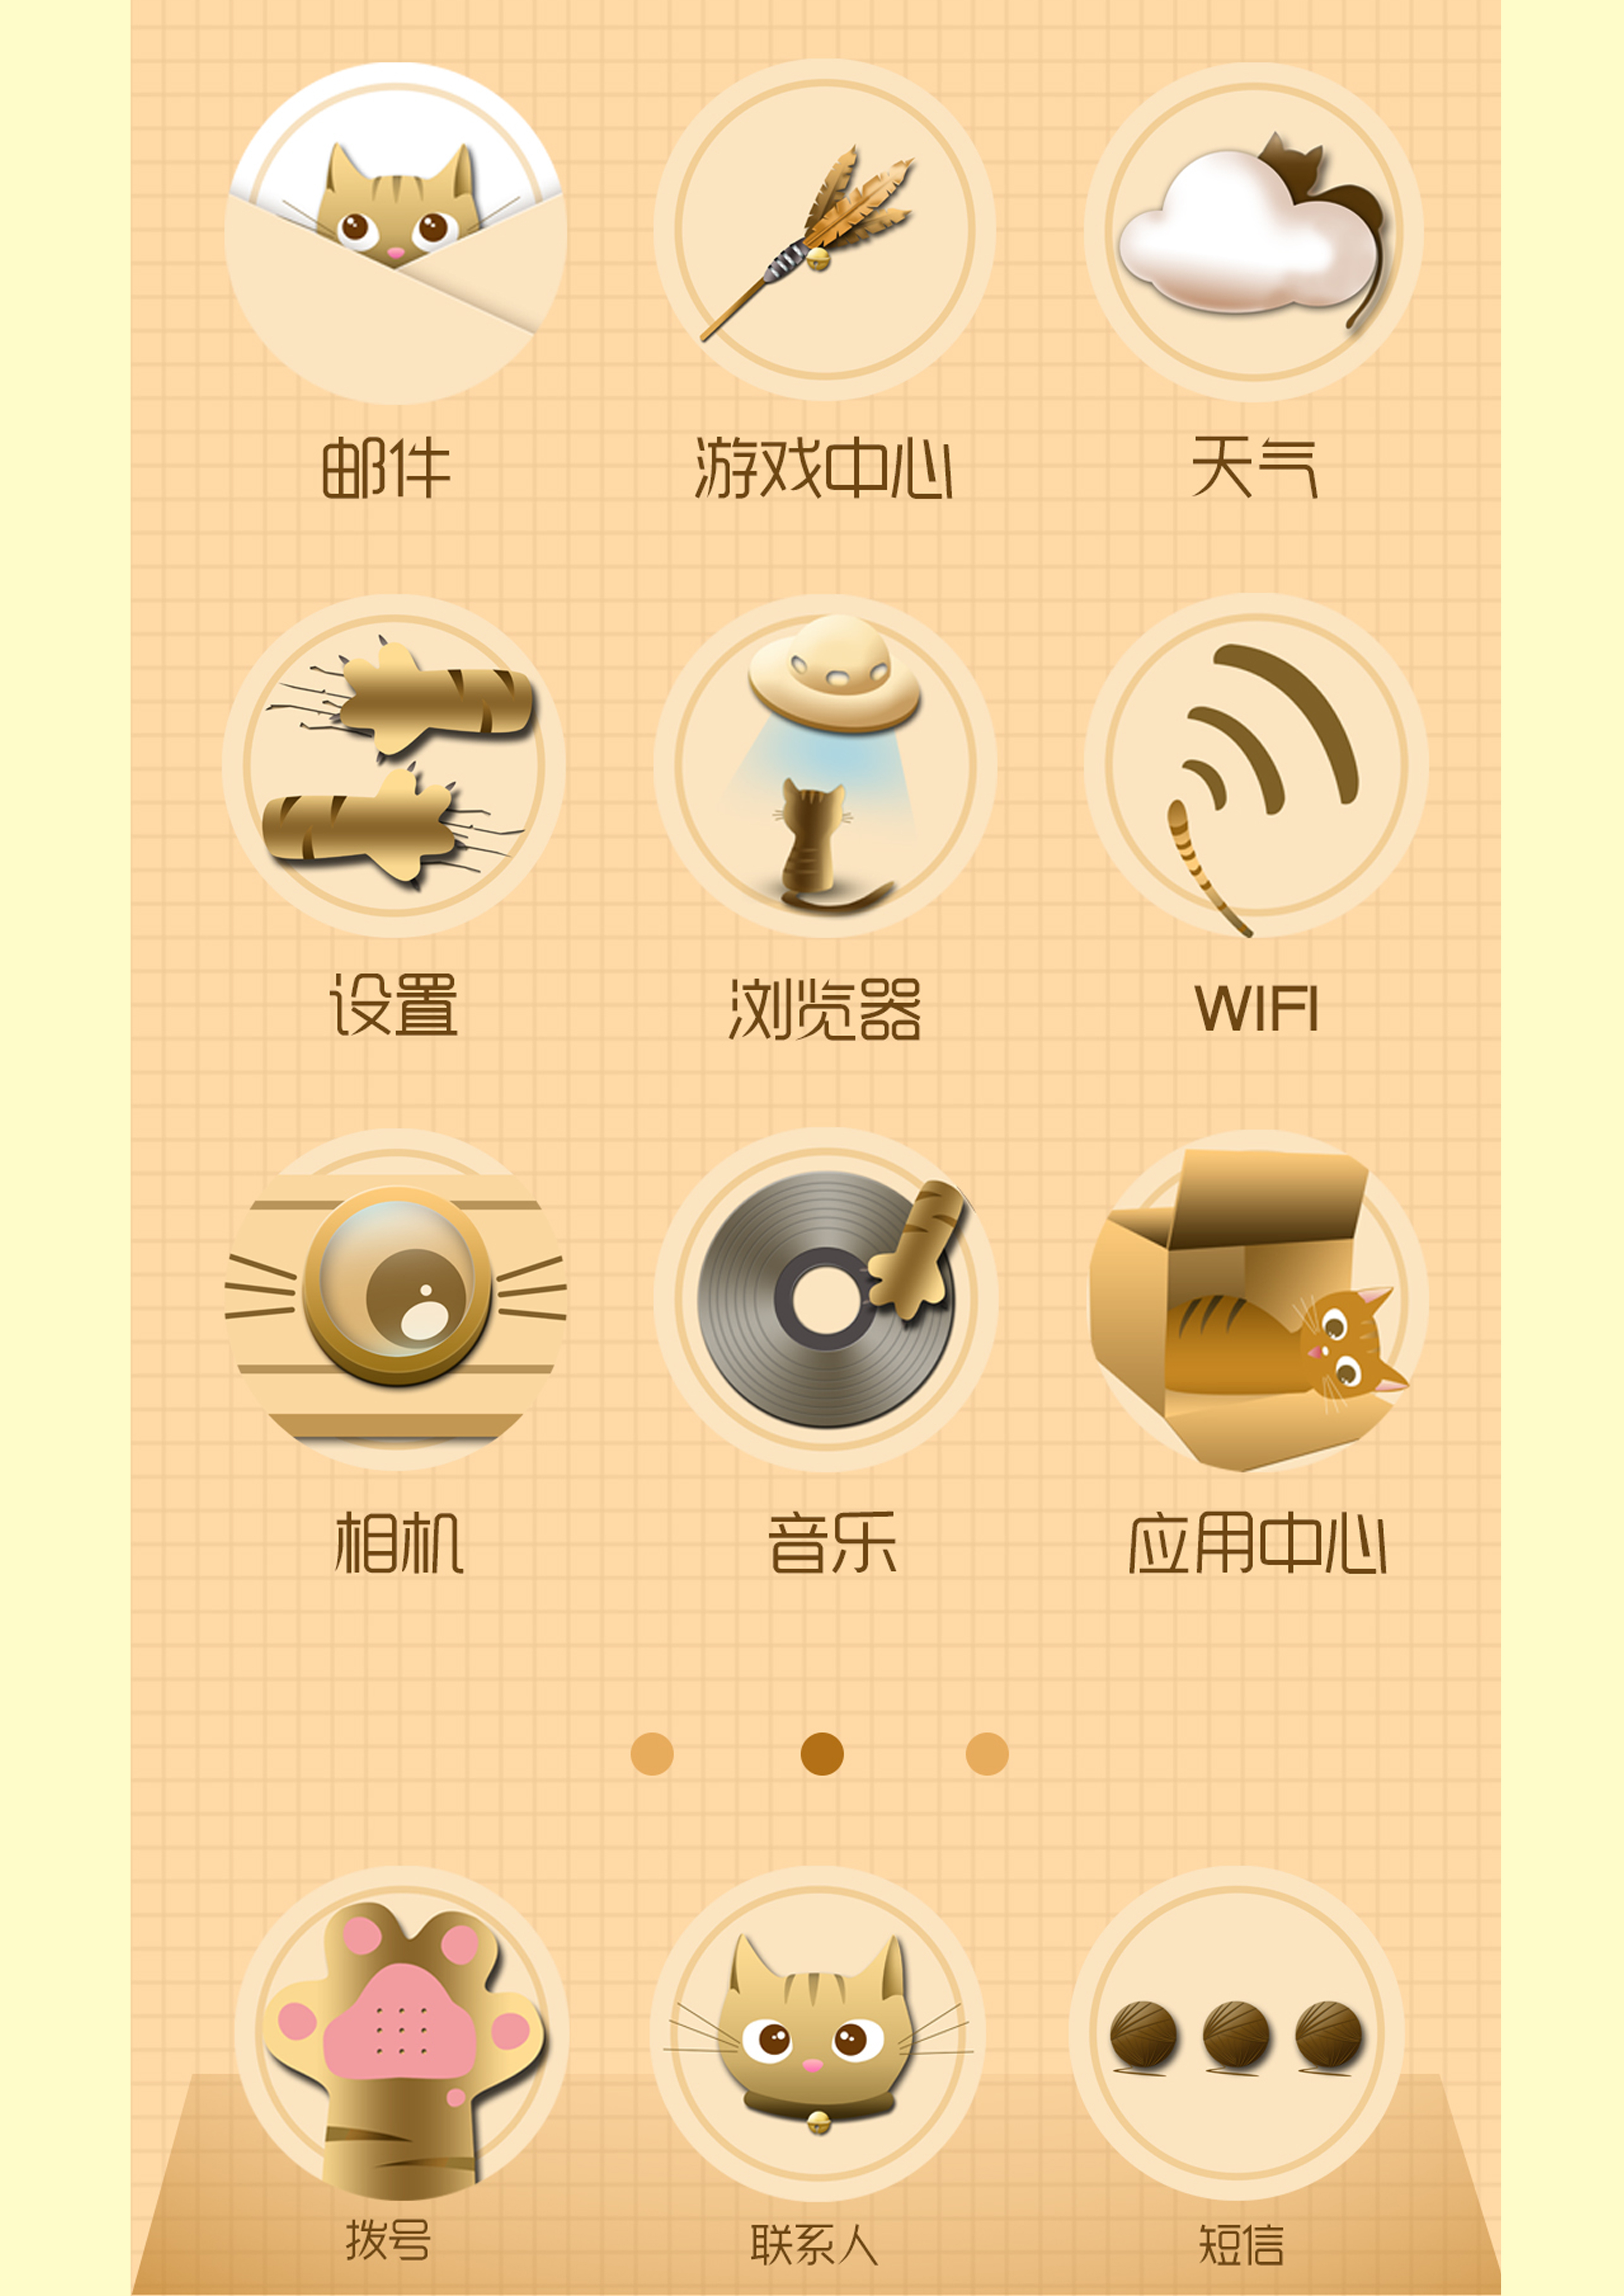 邮件
游戏中心
天气
设置
浏览器
WIFI
相机
音乐
应用中心
拨号
联系人
短信